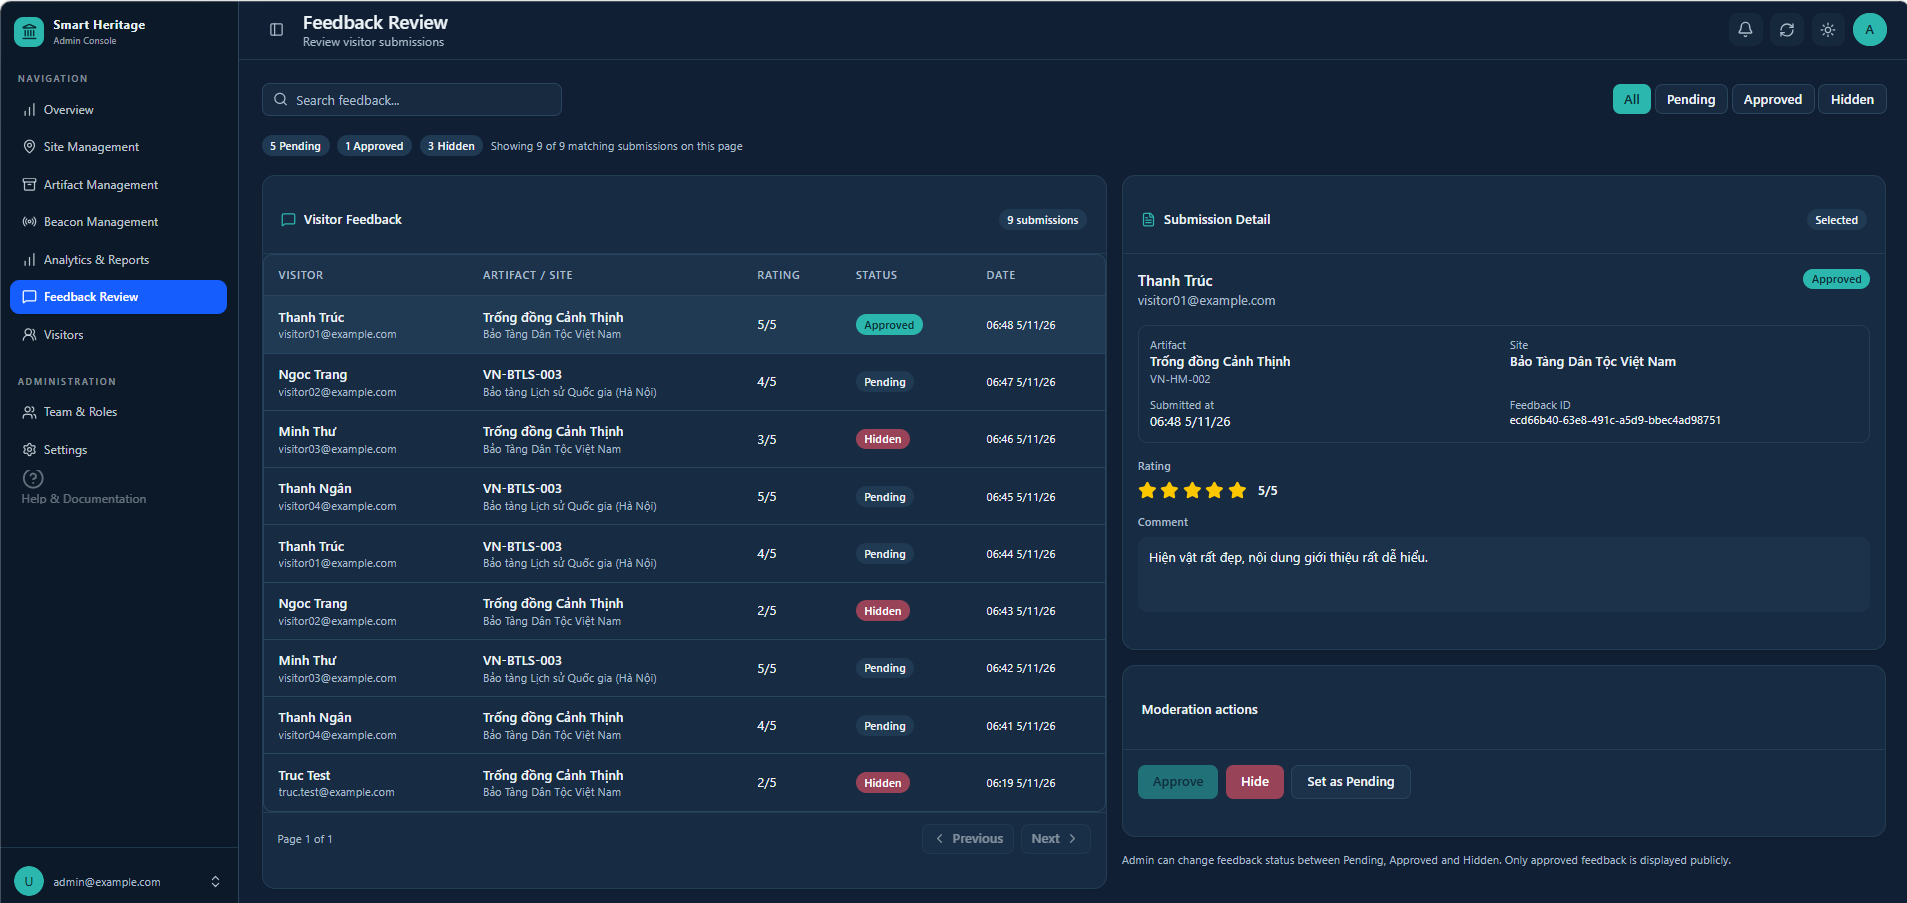 Smart Heritage
Admin Console
NAVIGATION
Overview
Site Management
Artifact Management
Beacon Management
Analytics & Reports
Feedback Review
Visitors
ADMINISTRATION
Team & Roles
Settings
Help & Documentation
U admin@example.com
Feedback Review
Review visitor submissions
A
Search feedback...
All Pending Approved Hidden
5 Pending 1 Approved 3 Hidden Showing 9 of 9 matching submissions on this page
Visitor Feedback 9 submissions
VISITOR ARTIFACT / SITE RATING STATUS DATE
Thanh Trúc Trống đồng Cảnh Thịnh 5/5 Approved 06:48 5/11/26
visitor01@example.com Bảo Tàng Dân Tộc Việt Nam
Ngoc Trang VN-BTLS-003 4/5 Pending 06:47 5/11/26
visitor02@example.com Bảo tàng Lịch sử Quốc gia (Hà Nội)
Minh Thư Trống đồng Cảnh Thịnh 3/5 Hidden 06:46 5/11/26
visitor03@example.com Bảo Tàng Dân Tộc Việt Nam
Thanh Ngân VN-BTLS-003 5/5 Pending 06:45 5/11/26
visitor04@example.com Bảo tàng Lịch sử Quốc gia (Hà Nội)
Thanh Trúc VN-BTLS-003 4/5 Pending 06:44 5/11/26
visitor01@example.com Bảo tàng Lịch sử Quốc gia (Hà Nội)
Ngoc Trang Trống đồng Cảnh Thịnh 2/5 Hidden 06:43 5/11/26
visitor02@example.com Bảo Tàng Dân Tộc Việt Nam
Minh Thư VN-BTLS-003 5/5 Pending 06:42 5/11/26
visitor03@example.com Bảo tàng Lịch sử Quốc gia (Hà Nội)
Thanh Ngân Trống đồng Cảnh Thịnh 4/5 Pending 06:41 5/11/26
visitor04@example.com Bảo Tàng Dân Tộc Việt Nam
Truc Test Trống đồng Cảnh Thịnh 2/5 Hidden 06:19 5/11/26
truc.test@example.com Bảo Tàng Dân Tộc Việt Nam
Page 1 of 1 Previous Next
Submission Detail Selected
Thanh Trúc Approved
visitor01@example.com
Artifact Site
Trống đồng Cảnh Thịnh Bảo Tàng Dân Tộc Việt Nam
VN-HM-002
Submitted at Feedback ID
06:48 5/11/26 ecd66b40-63e8-491c-a5d9-bbec4ad98751
Rating
5/5
Comment
Hiện vật rất đẹp, nội dung giới thiệu rất dễ hiểu.
Moderation actions
Approve Hide Set as Pending
Admin can change feedback status between Pending, Approved and Hidden. Only approved feedback is displayed publicly.